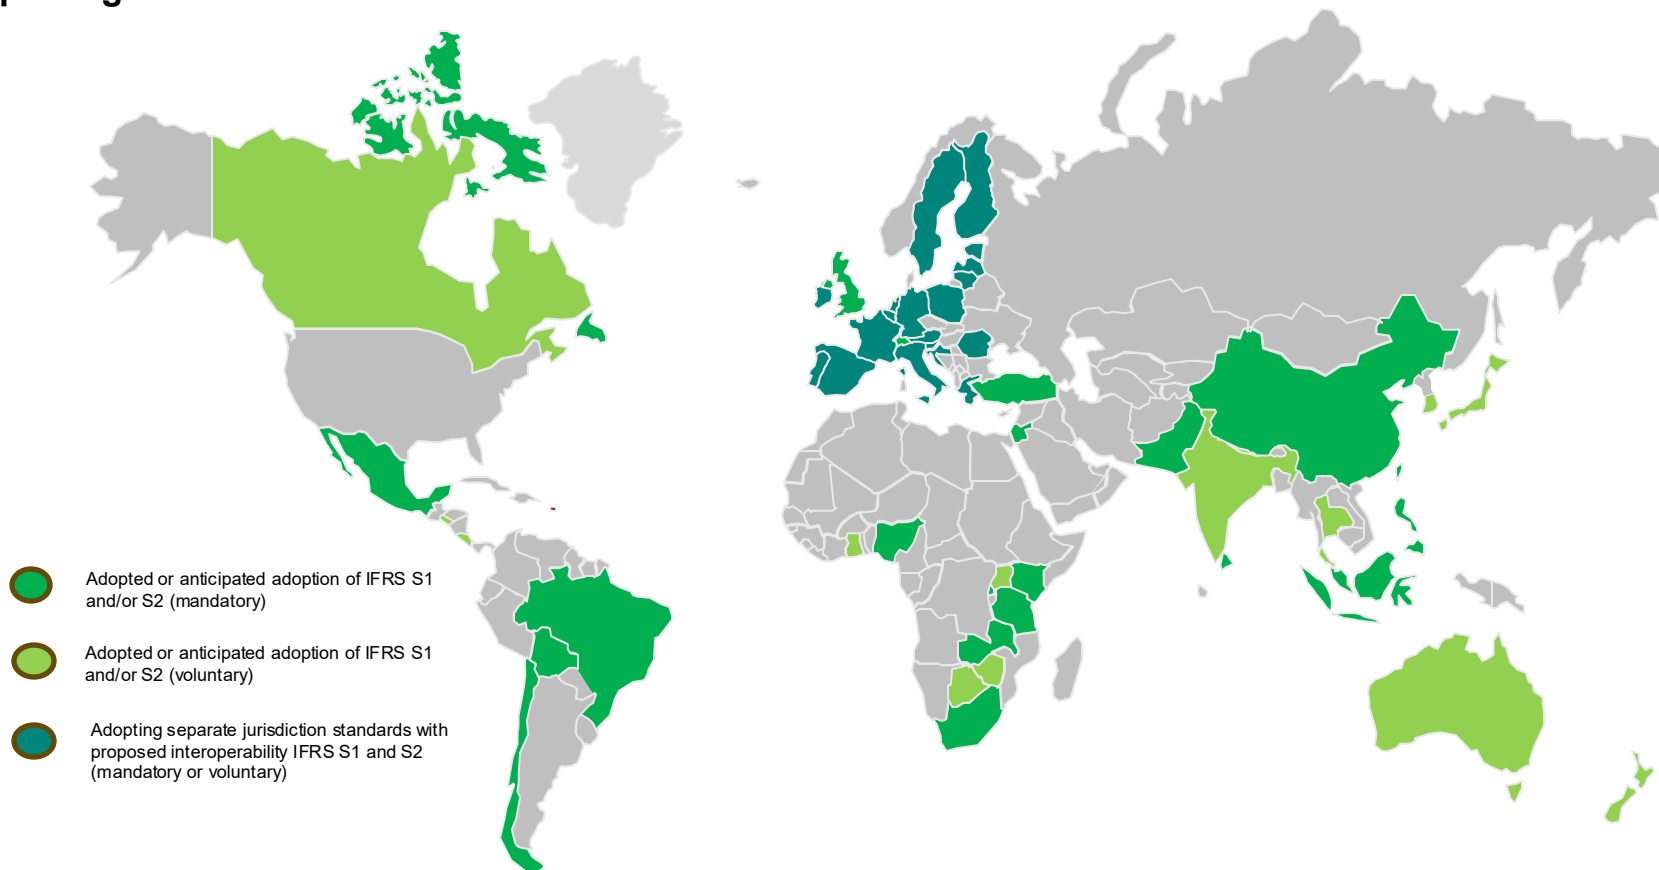 Adopted or anticipated adoption of IFRS S1
and/or S2 (mandatory)
Adopted or anticipated adoption of IFRS S1
and/or S2 (voluntary)
Adopting separate jurisdiction standards with
proposed interoperability IFRS S1 and S2
(mandatory or voluntary)